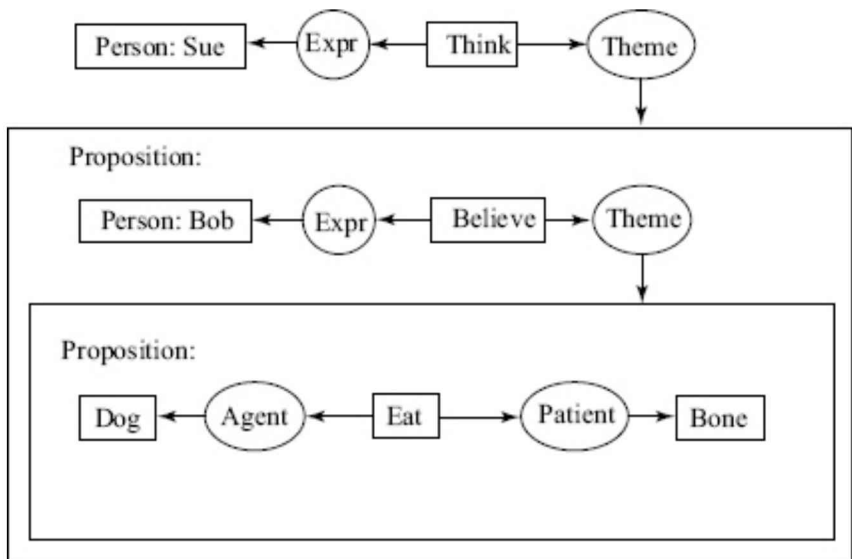 Person: Sue Expr Think Theme
Proposition:
Person: Bob Expr Believe Theme
Proposition:
Dog Agent Eat Patient Bone